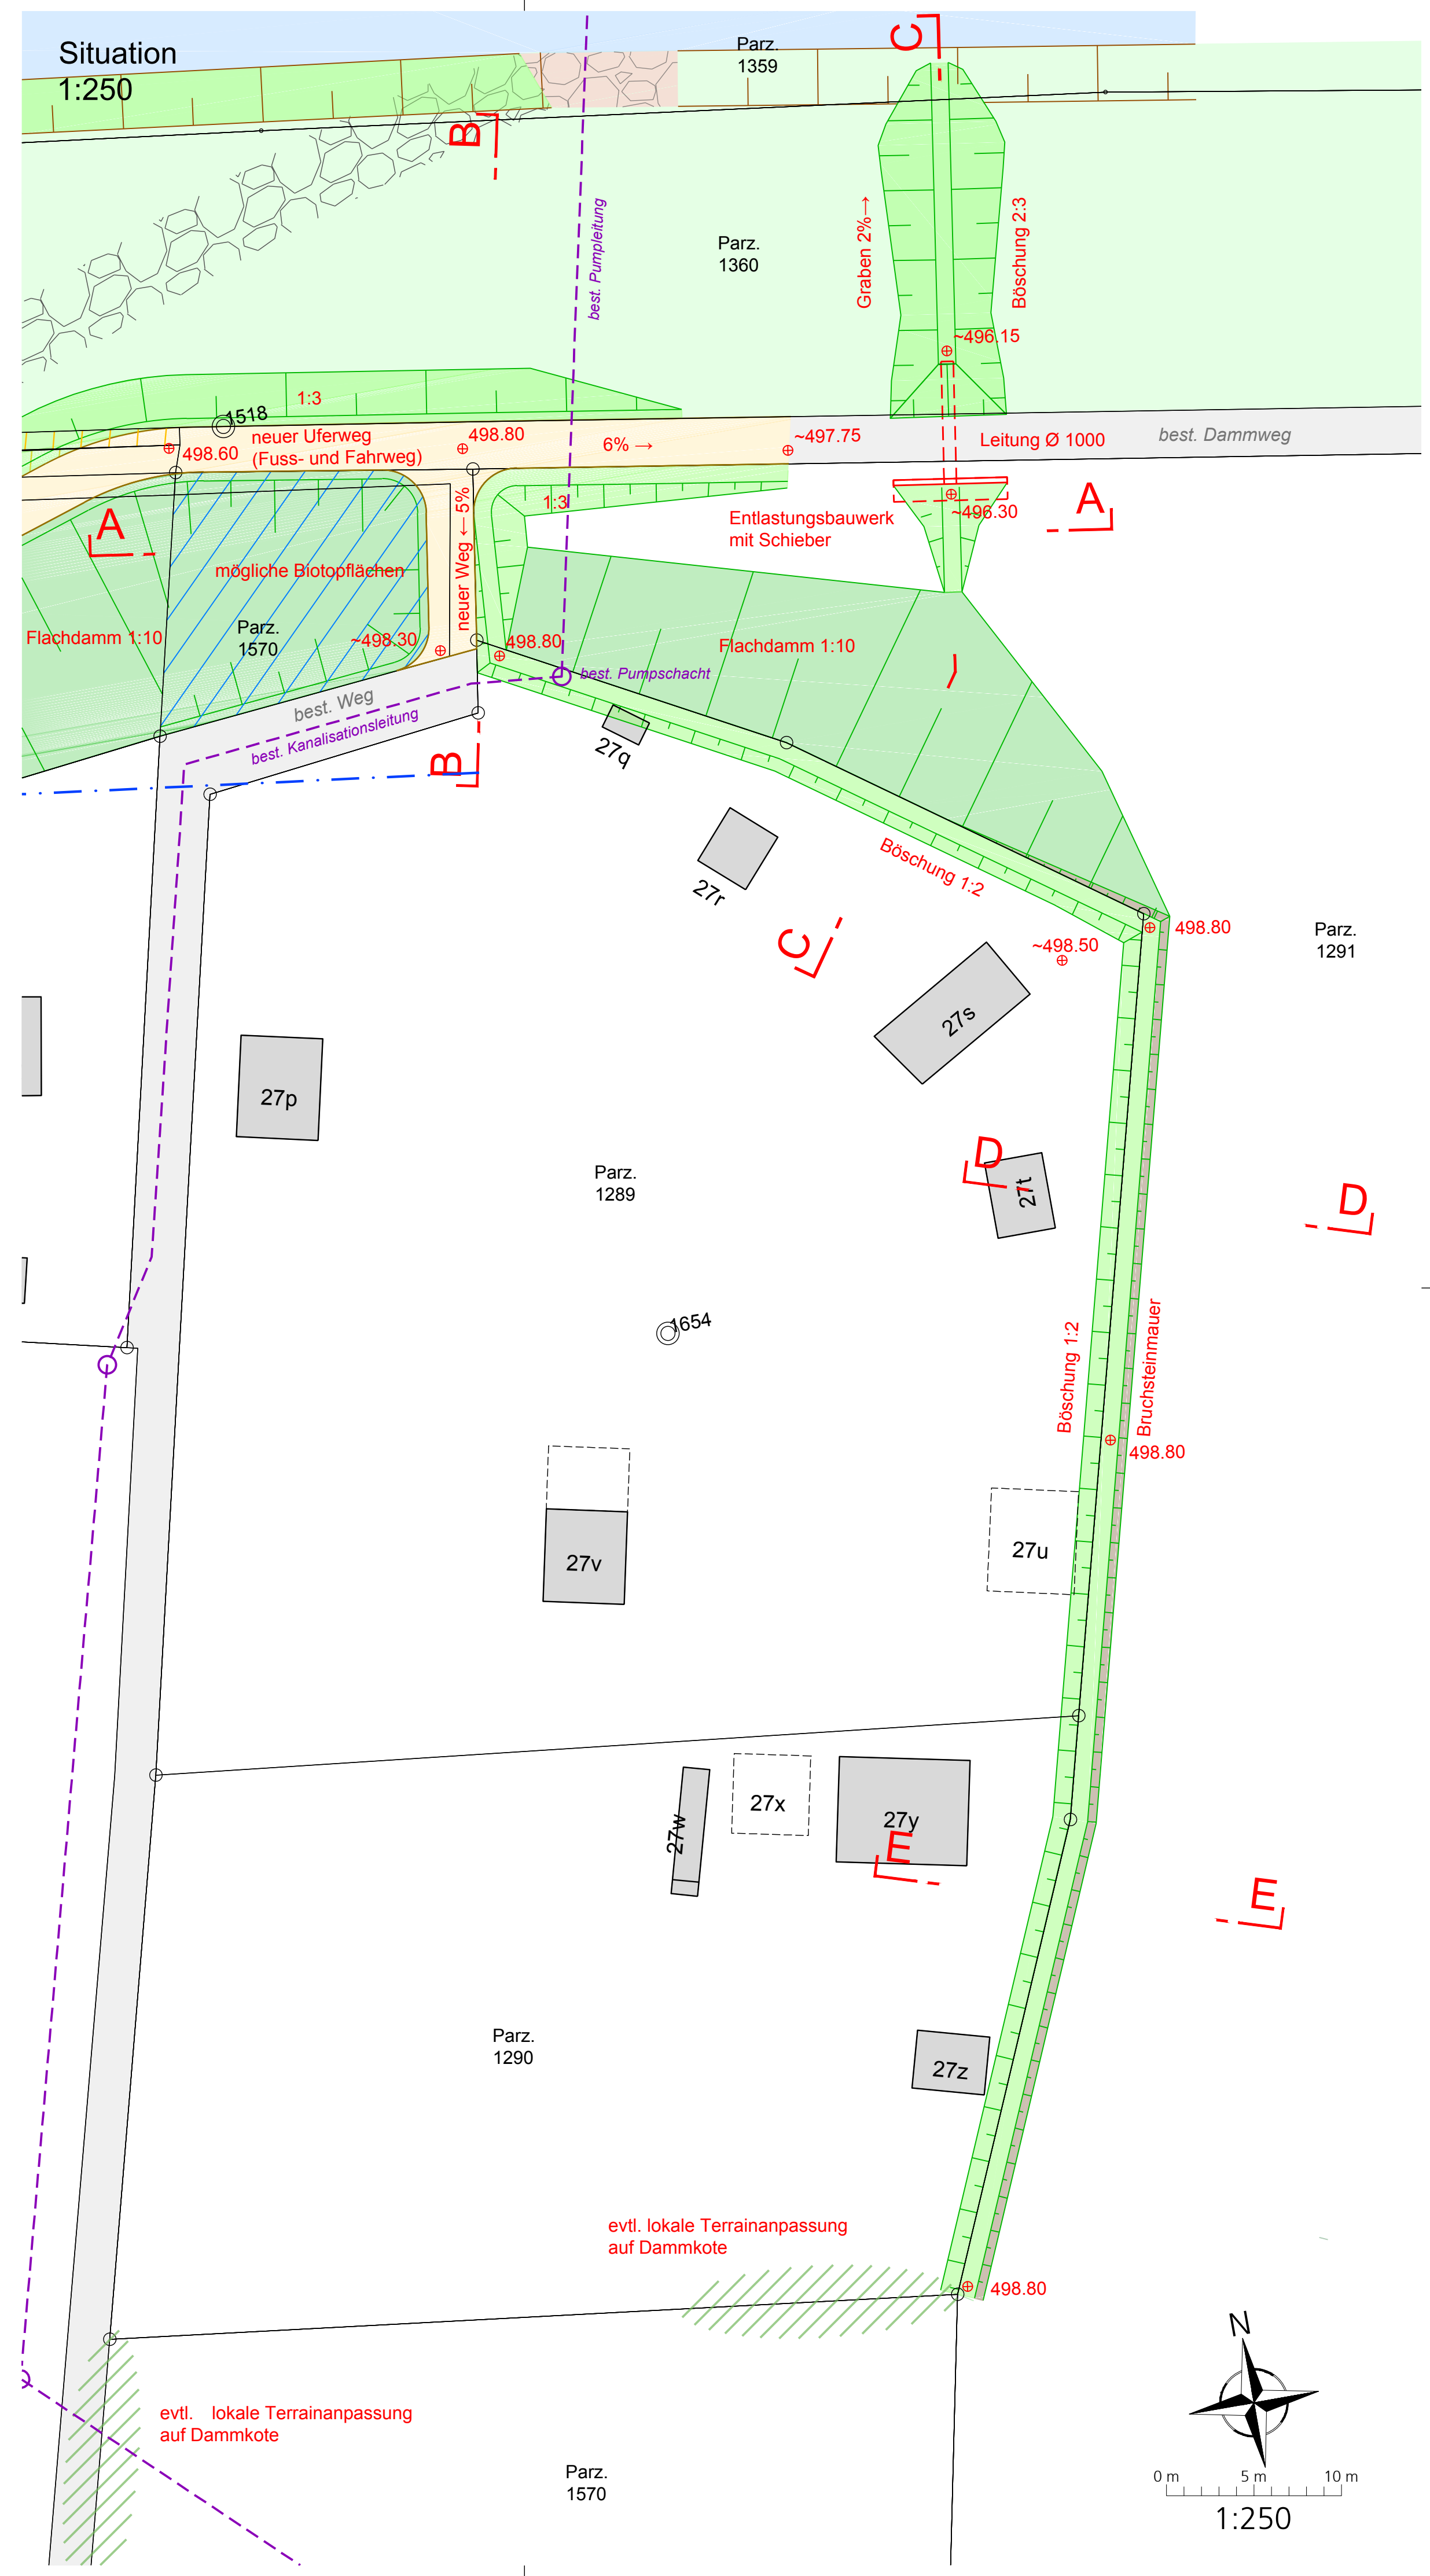 Situation
1:250
C
Parz.
1359
B
best. Pumpleitung
Parz.
1360
Graben 2%→
Böschung 2:3
~496.15
1:3
1518
neuer Uferweg
(Fuss- und Fahrweg)
498.60
498.80
6% →
~497.75
Leitung Ø 1000
best. Dammweg
A
neuer Weg ← 5%
1:3
Entlastungsbauwerk
mit Schieber
~496.30
A
mögliche Biotopflächen
Flachdamm 1:10
Parz.
1570
~498.30
498.80
Flachdamm 1:10
best. Pumpschacht
best. Weg
best. Kanalisationsleitung
B
27q
27r
Böschung 1:2
C
~498.50
498.80
Parz.
1291
27s
27p
D
27t
D
Parz.
1289
1654
Böschung 1:2
Bruchsteinmauer
498.80
27v
27u
27w
27x
27y
E
E
Parz.
1290
27z
evtl. lokale Terrainanpassung
auf Dammkote
498.80
N
evtl. lokale Terrainanpassung
auf Dammkote
Parz.
1570
0 m 5 m 10 m
1:250